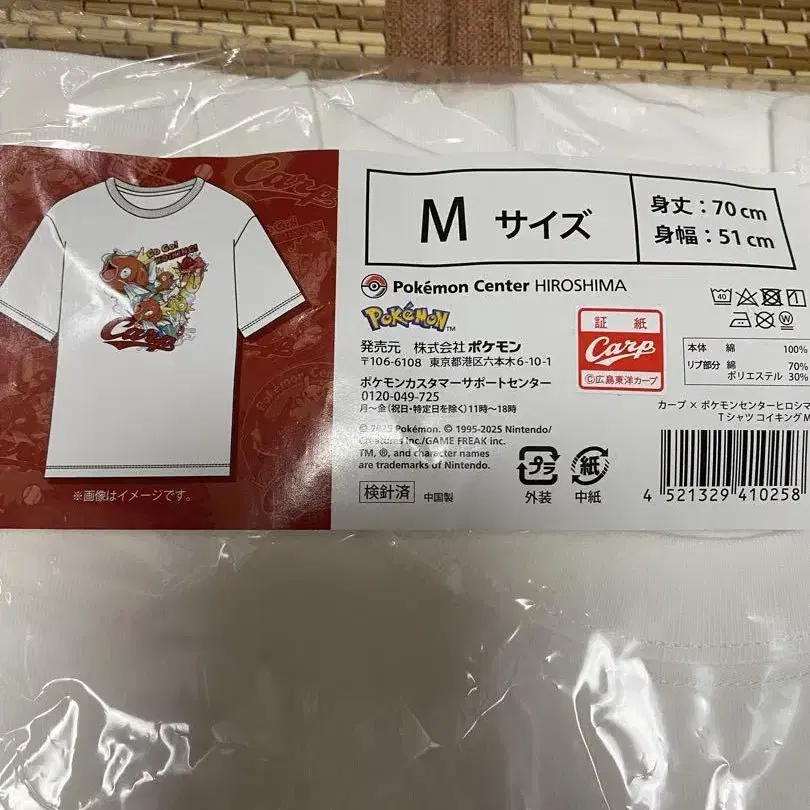 Carp
GO GO!
KOIKING!
Carp
※画像はイメージです。
M サイズ
身丈：70cm
身幅：51cm
Pokémon Center HIROSHIMA
POKÉMON™
発売元 株式会社ポケモン
〒106-6108 東京都港区六本木6-10-1
ポケモンカスタマーサポートセンター
0120-049-725
月～金（祝日・特定日を除く）11時～18時
© 2025 Pokémon. © 1995-2025 Nintendo/
Creatures Inc./GAME FREAK inc.
TM, ®, and character names
are trademarks of Nintendo.
検針済 中国製
プラ
外装
紙
中紙
証紙
Carp
©広島東洋カープ
40
W
本体 綿 100%
リブ部分 綿 70%
ポリエステル 30%
カープ×ポケモンセンターヒロシマ
Tシャツ コイキング M
4 521329 410258